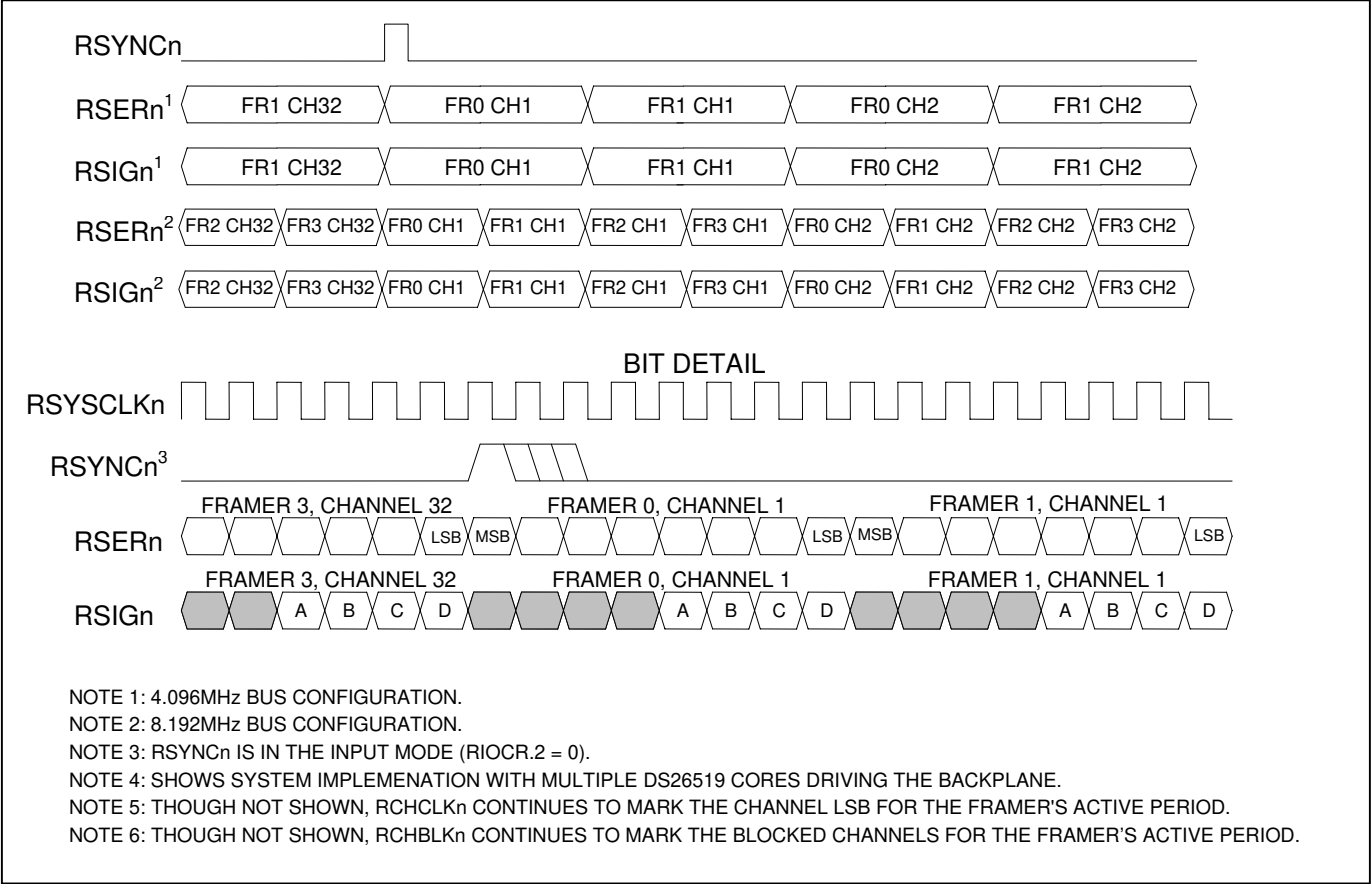 RSYNCn
RSERn1 FR1 CH32 FR0 CH1 FR1 CH1 FR0 CH2 FR1 CH2
RSIGn1 FR1 CH32 FR0 CH1 FR1 CH1 FR0 CH2 FR1 CH2
RSERn2 FR2 CH32 FR3 CH32 FR0 CH1 FR1 CH1 FR2 CH1 FR3 CH1 FR0 CH2 FR1 CH2 FR2 CH2 FR3 CH2
RSIGn2 FR2 CH32 FR3 CH32 FR0 CH1 FR1 CH1 FR2 CH1 FR3 CH1 FR0 CH2 FR1 CH2 FR2 CH2 FR3 CH2
BIT DETAIL
RSYSCLKn
RSYNCn3
FRAMER 3, CHANNEL 32 FRAMER 0, CHANNEL 1 FRAMER 1, CHANNEL 1
RSERn LSB MSB LSB MSB LSB
FRAMER 3, CHANNEL 32 FRAMER 0, CHANNEL 1 FRAMER 1, CHANNEL 1
RSIGn A B C D A B C D A B C D
NOTE 1: 4.096MHz BUS CONFIGURATION.
NOTE 2: 8.192MHz BUS CONFIGURATION.
NOTE 3: RSYNCn IS IN THE INPUT MODE (RIOCR.2 = 0).
NOTE 4: SHOWS SYSTEM IMPLEMENATION WITH MULTIPLE DS26519 CORES DRIVING THE BACKPLANE.
NOTE 5: THOUGH NOT SHOWN, RCHCLKn CONTINUES TO MARK THE CHANNEL LSB FOR THE FRAMER'S ACTIVE PERIOD.
NOTE 6: THOUGH NOT SHOWN, RCHBLKn CONTINUES TO MARK THE BLOCKED CHANNELS FOR THE FRAMER’S ACTIVE PERIOD.